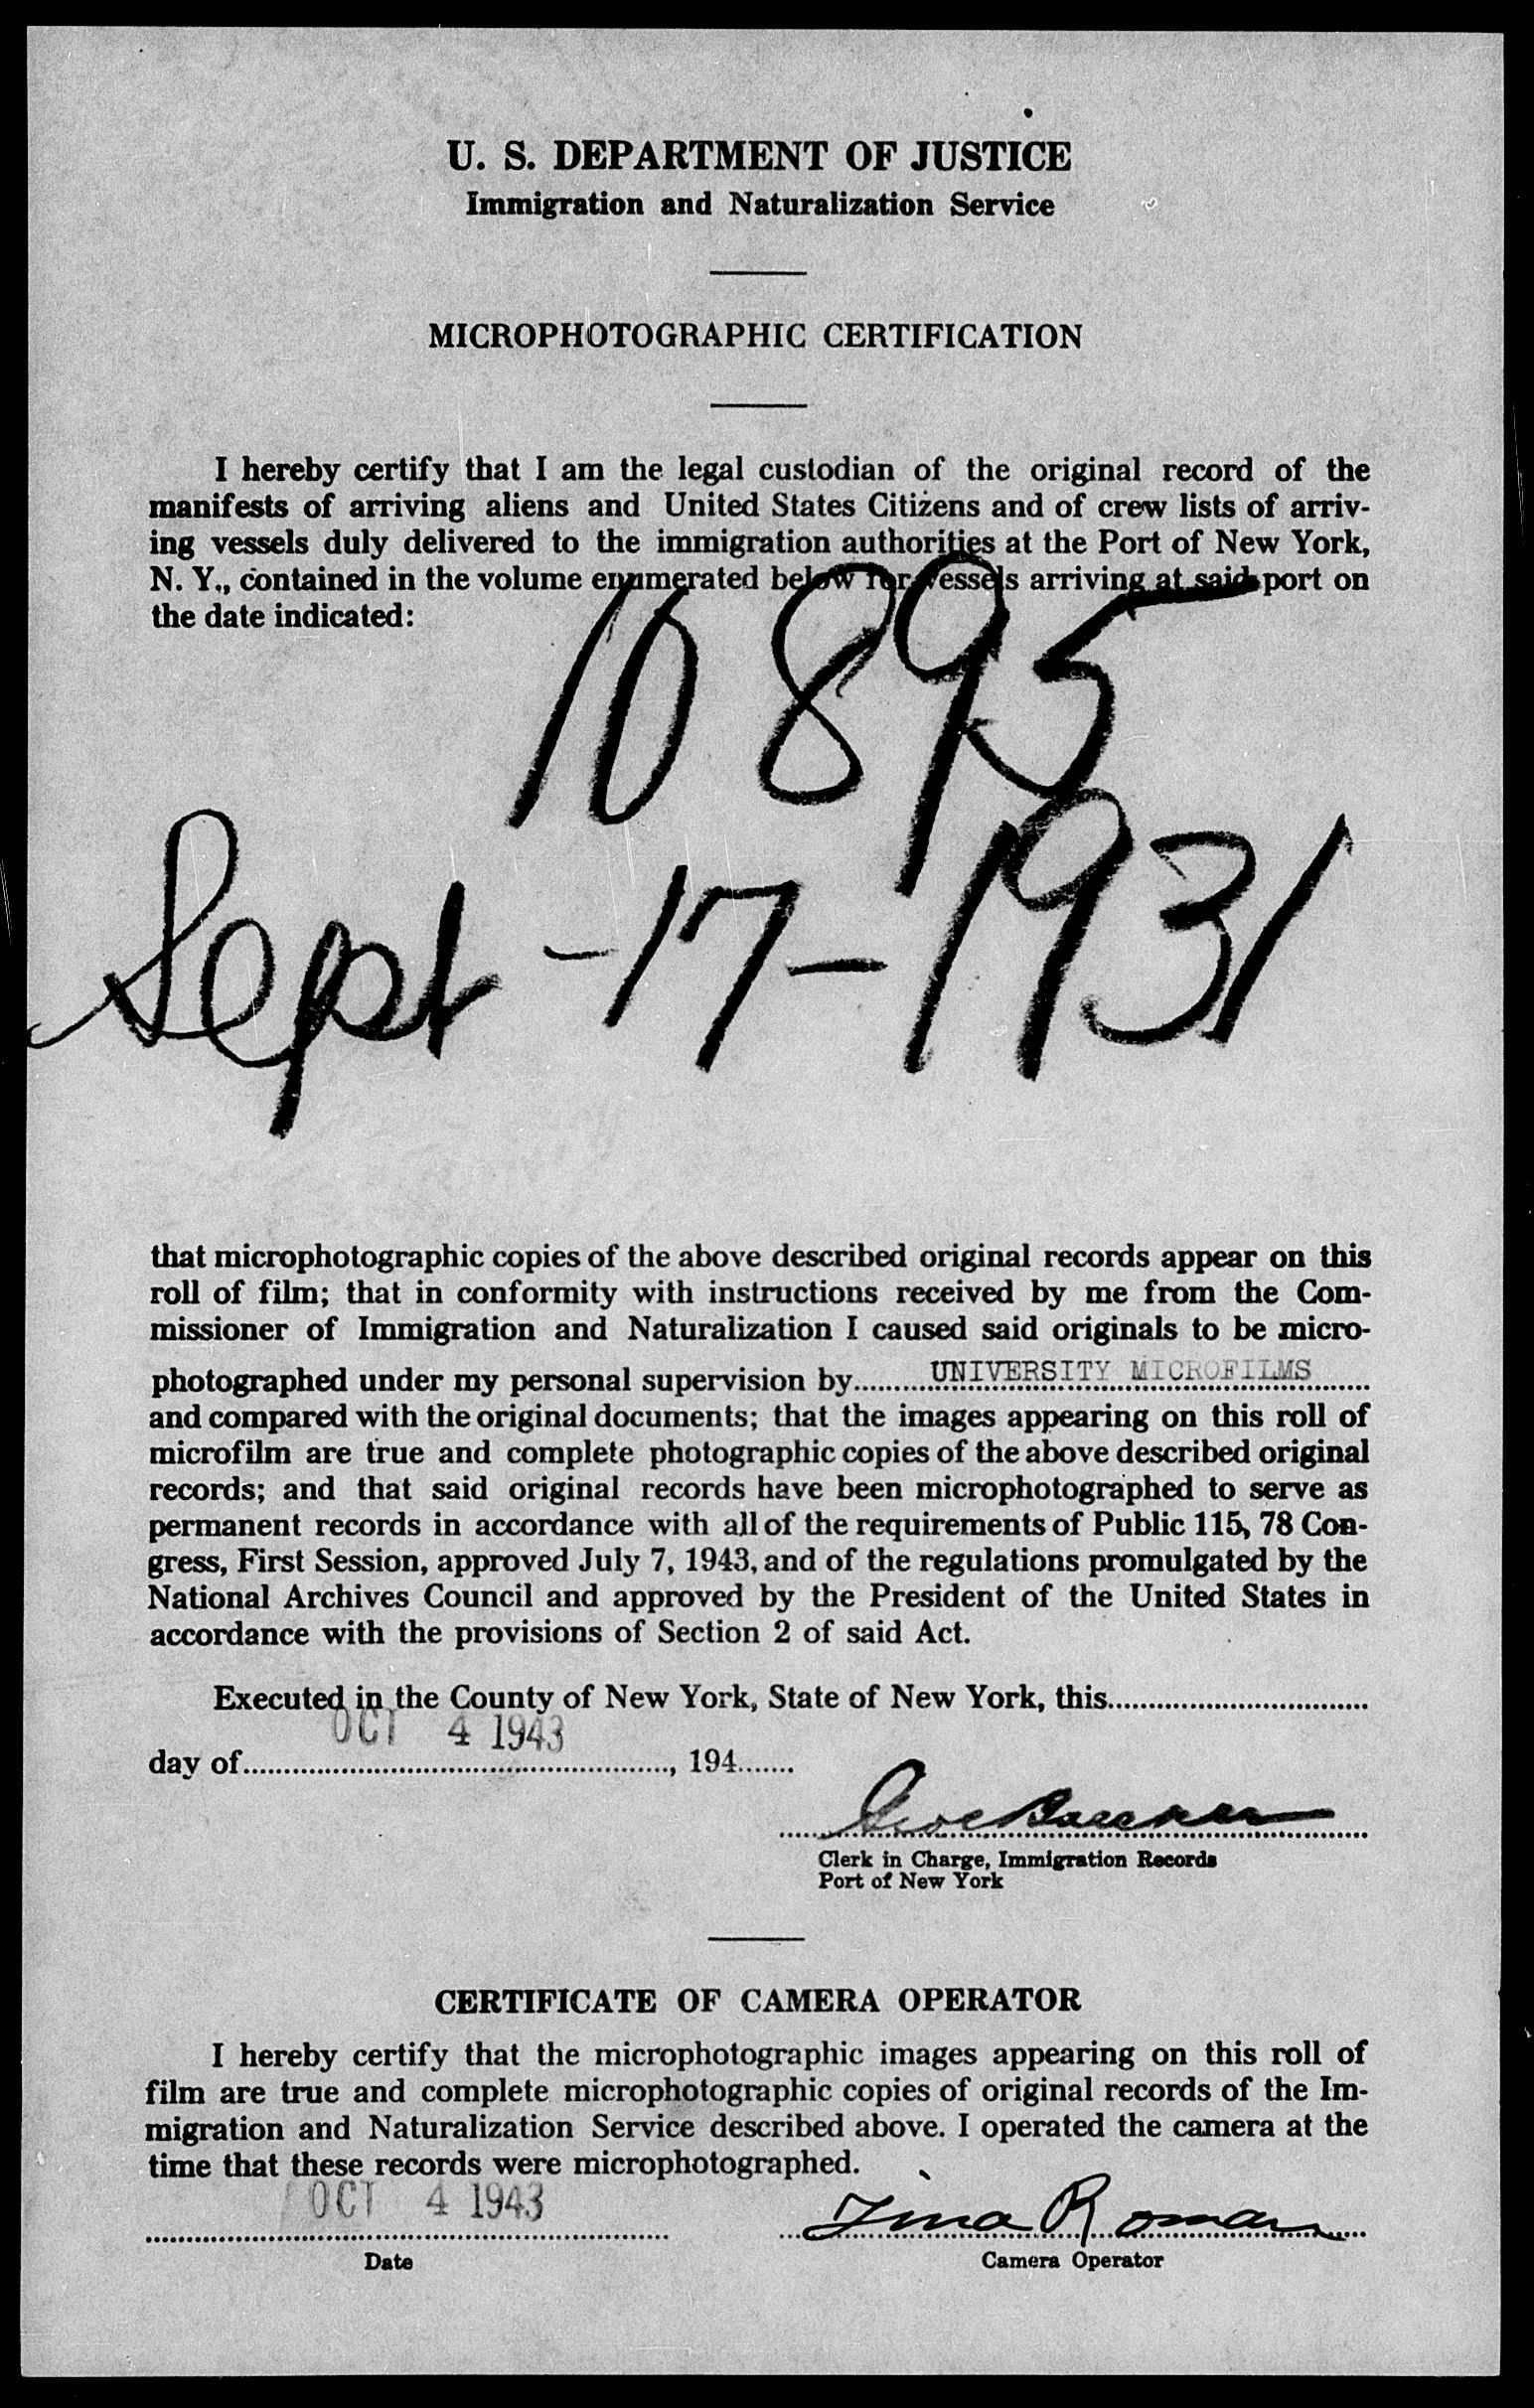 U. S. DEPARTMENT OF JUSTICE
Immigration and Naturalization Service
MICROPHOTOGRAPHIC CERTIFICATION
I hereby certify that I am the legal custodian of the original record of the
manifests of arriving aliens and United States Citizens and of crew lists of arriv-
ing vessels duly delivered to the immigration authorities at the Port of New York,
N. Y., contained in the volume enumerated below for vessels arriving at said port on
the date indicated:
10895
Sept-17-1931
that microphotographic copies of the above described original records appear on this
roll of film; that in conformity with instructions received by me from the Com-
missioner of Immigration and Naturalization I caused said originals to be micro-
photographed under my personal supervision by UNIVERSITY MICROFILMS
and compared with the original documents; that the images appearing on this roll of
microfilm are true and complete photographic copies of the above described original
records; and that said original records have been microphotographed to serve as
permanent records in accordance with all of the requirements of Public 115, 78 Con-
gress, First Session, approved July 7, 1943, and of the regulations promulgated by the
National Archives Council and approved by the President of the United States in
accordance with the provisions of Section 2 of said Act.
Executed in the County of New York, State of New York, this
OCT 4 1943
day of, 194
Clerk in Charge, Immigration Records
Port of New York
CERTIFICATE OF CAMERA OPERATOR
I hereby certify that the microphotographic images appearing on this roll of
film are true and complete microphotographic copies of original records of the Im-
migration and Naturalization Service described above. I operated the camera at the
time that these records were microphotographed.
OCT 4 1943 Roman
Date Camera Operator